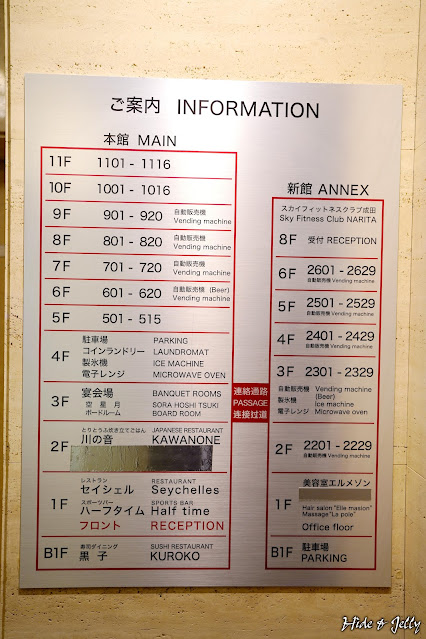 ご案内 INFORMATION
本館 MAIN
11F 1101 - 1116
10F 1001 - 1016
9F 901 - 920 自動販売機 Vending machine
8F 801 - 820 自動販売機 Vending machine
7F 701 - 720 自動販売機 Vending machine
6F 601 - 620 自動販売機 (Beer) Vending machine
5F 501 - 515
4F 駐車場 PARKING
コインランドリー LAUNDROMAT
製氷機 ICE MACHINE
電子レンジ MICROWAVE OVEN
3F 宴会場 BANQUET ROOMS
空 星 月 SORA HOSHI TSUKI
ボードルーム BOARD ROOM
2F とりとうふ炊き立てごはん JAPANESE RESTAURANT
川の音 KAWANONE
1F レストラン RESTAURANT
セイシェル Seychelles
スポーツバー SPORTS BAR
ハーフタイム Half time
フロント RECEPTION
B1F 寿司ダイニング SUSHI RESTAURANT
黒子 KUROKO
連絡通路
PASSAGE
连接过道
新館 ANNEX
スカイフィットネスクラブ成田
Sky Fitness Club NARITA
8F 受付 RECEPTION
6F 2601 - 2629
自動販売機 Vending machine
5F 2501 - 2529
自動販売機 Vending machine
4F 2401 - 2429
自動販売機 Vending machine
3F 2301 - 2329
自動販売機 Vending machine
(Beer)
製氷機 Ice machine
電子レンジ Microwave oven
2F 2201 - 2229
自動販売機 Vending machine
1F 美容室エルメゾン
Hair salon "Elle masion"
Massage"La pole"
Office floor
B1F 駐車場
PARKING
Hide & Jelly